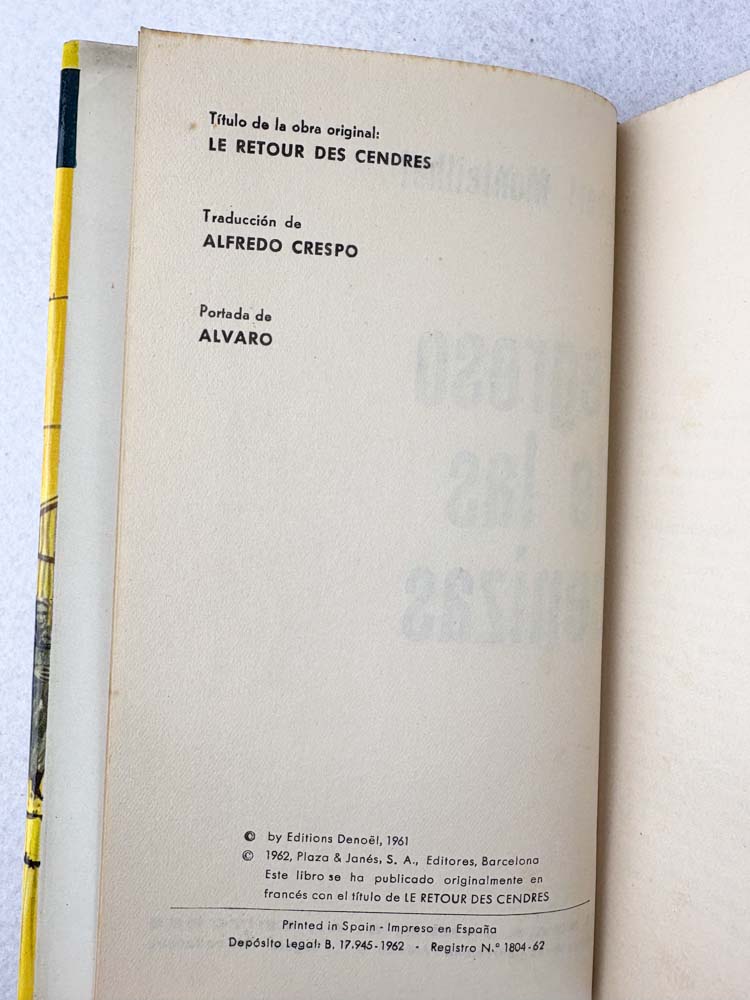 Título de la obra original:
LE RETOUR DES CENDRES
Traducción de
ALFREDO CRESPO
Portada de
ALVARO
© by Editions Denoël, 1961
© 1962, Plaza & Janés, S. A., Editores, Barcelona
Este libro se ha publicado originalmente en
francés con el título de LE RETOUR DES CENDRES
Printed in Spain - Impreso en España
Depósito Legal: B. 17.945-1962 - Registro N.º 1804-62